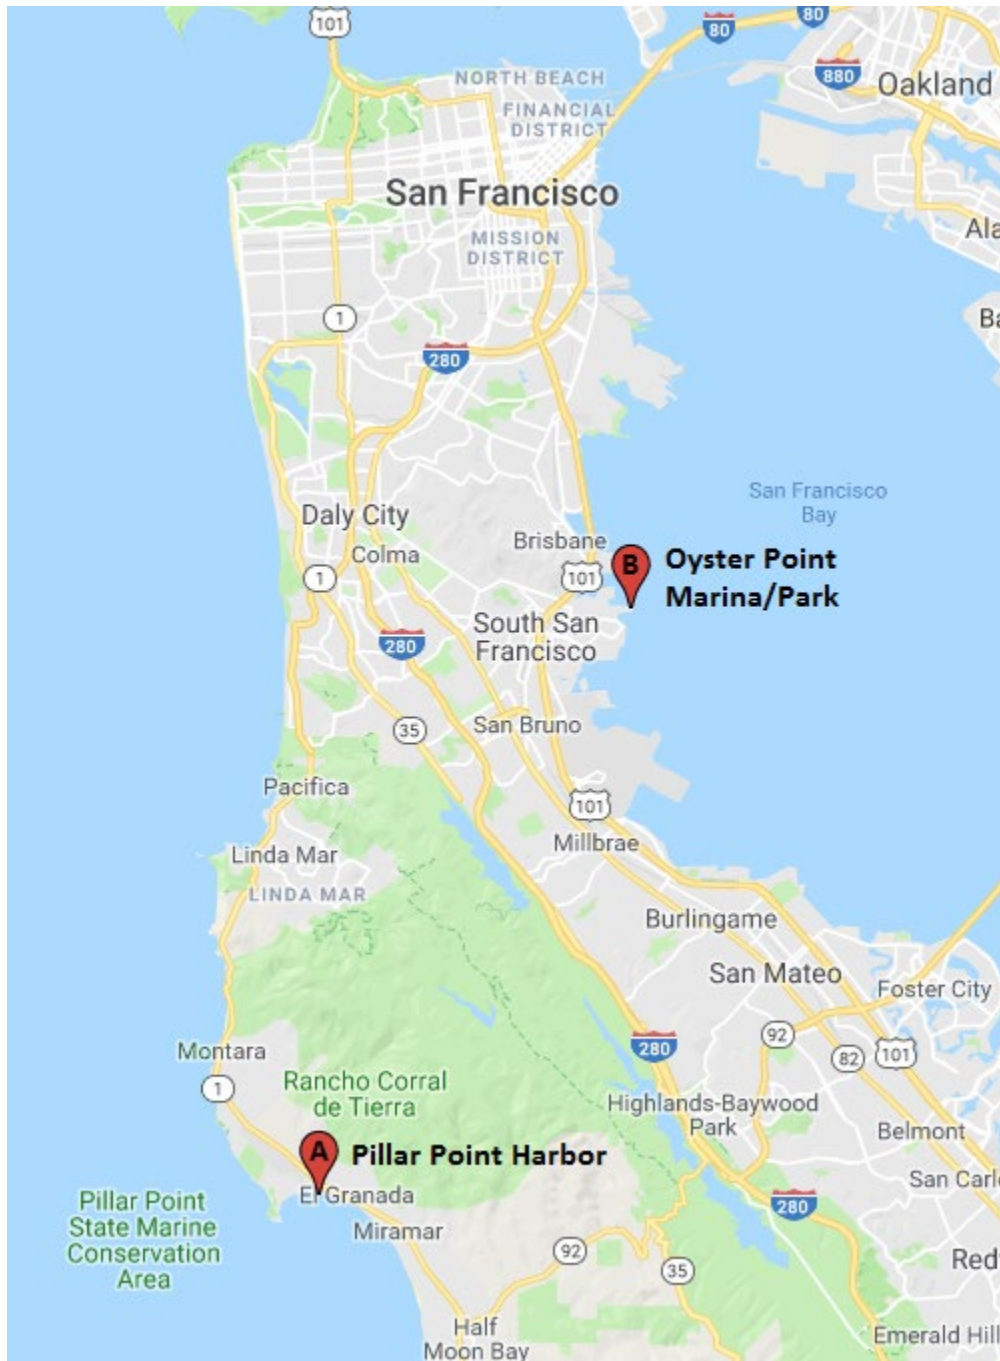 101
80
80
880
Oakland
NORTH BEACH
FINANCIAL
DISTRICT
San Francisco
MISSION
DISTRICT
Ala
Ba
1
280
San Francisco
Bay
Daly City
Colma
Brisbane
1
101
B
Oyster Point
Marina/Park
280
South San
Francisco
35
San Bruno
Pacifica
101
Millbrae
Linda Mar
LINDA MAR
Burlingame
San Mateo
Foster City
280
92
82
101
Montara
1
Rancho Corral
de Tierra
Highlands-Baywood
Park
Belmont
A
Pillar Point Harbor
El Granada
San Carl
280
Pillar Point
State Marine
Conservation
Area
Miramar
92
35
Red
Half
Moon Bay
Emerald Hill